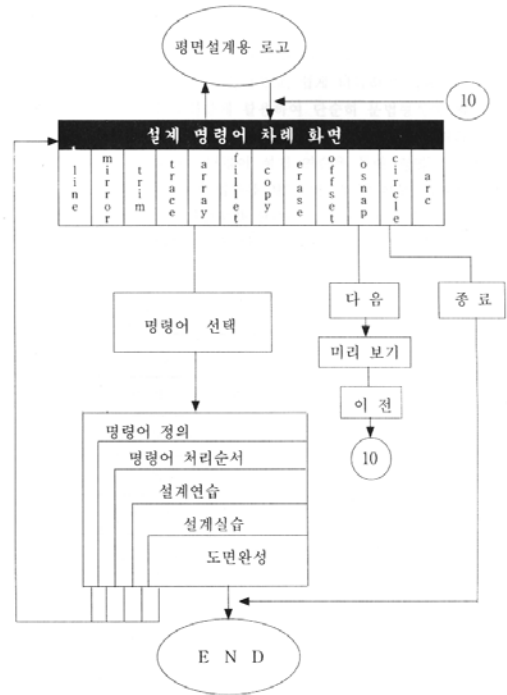 평면설계용 로고
10
설계 명령어 차례 화면
line
mirror
trim
trace
array
fillet
copy
erase
offset
osnap
circle
arc
명령어 선택
다음
종료
미리 보기
이 전
10
명령어 정의
명령어 처리순서
설계연습
설계실습
도면완성
E N D